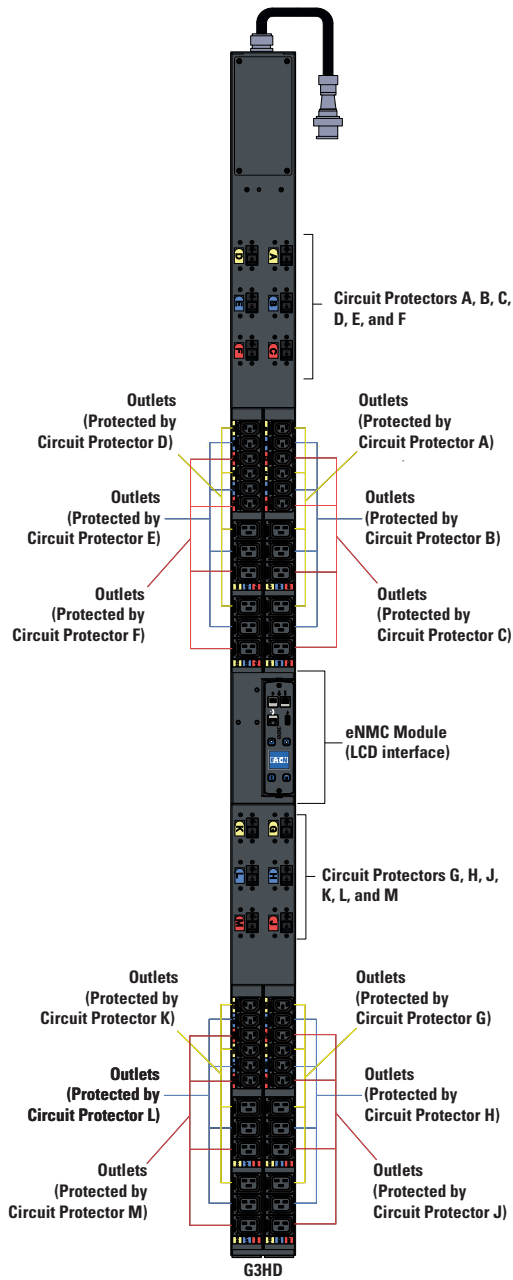 D
A
E
B
F
C
Circuit Protectors A, B, C,
D, E, and F
Outlets
(Protected by
Circuit Protector D)
Outlets
(Protected by
Circuit Protector A)
Outlets
(Protected by
Circuit Protector E)
Outlets
(Protected by
Circuit Protector B)
Outlets
(Protected by
Circuit Protector F)
Outlets
(Protected by
Circuit Protector C)
eNMC Module
(LCD interface)
EATON
K
G
L
H
M
J
Circuit Protectors G, H, J,
K, L, and M
Outlets
(Protected by
Circuit Protector K)
Outlets
(Protected by
Circuit Protector G)
Outlets
(Protected by
Circuit Protector L)
Outlets
(Protected by
Circuit Protector H)
Outlets
(Protected by
Circuit Protector M)
Outlets
(Protected by
Circuit Protector J)
G3HD